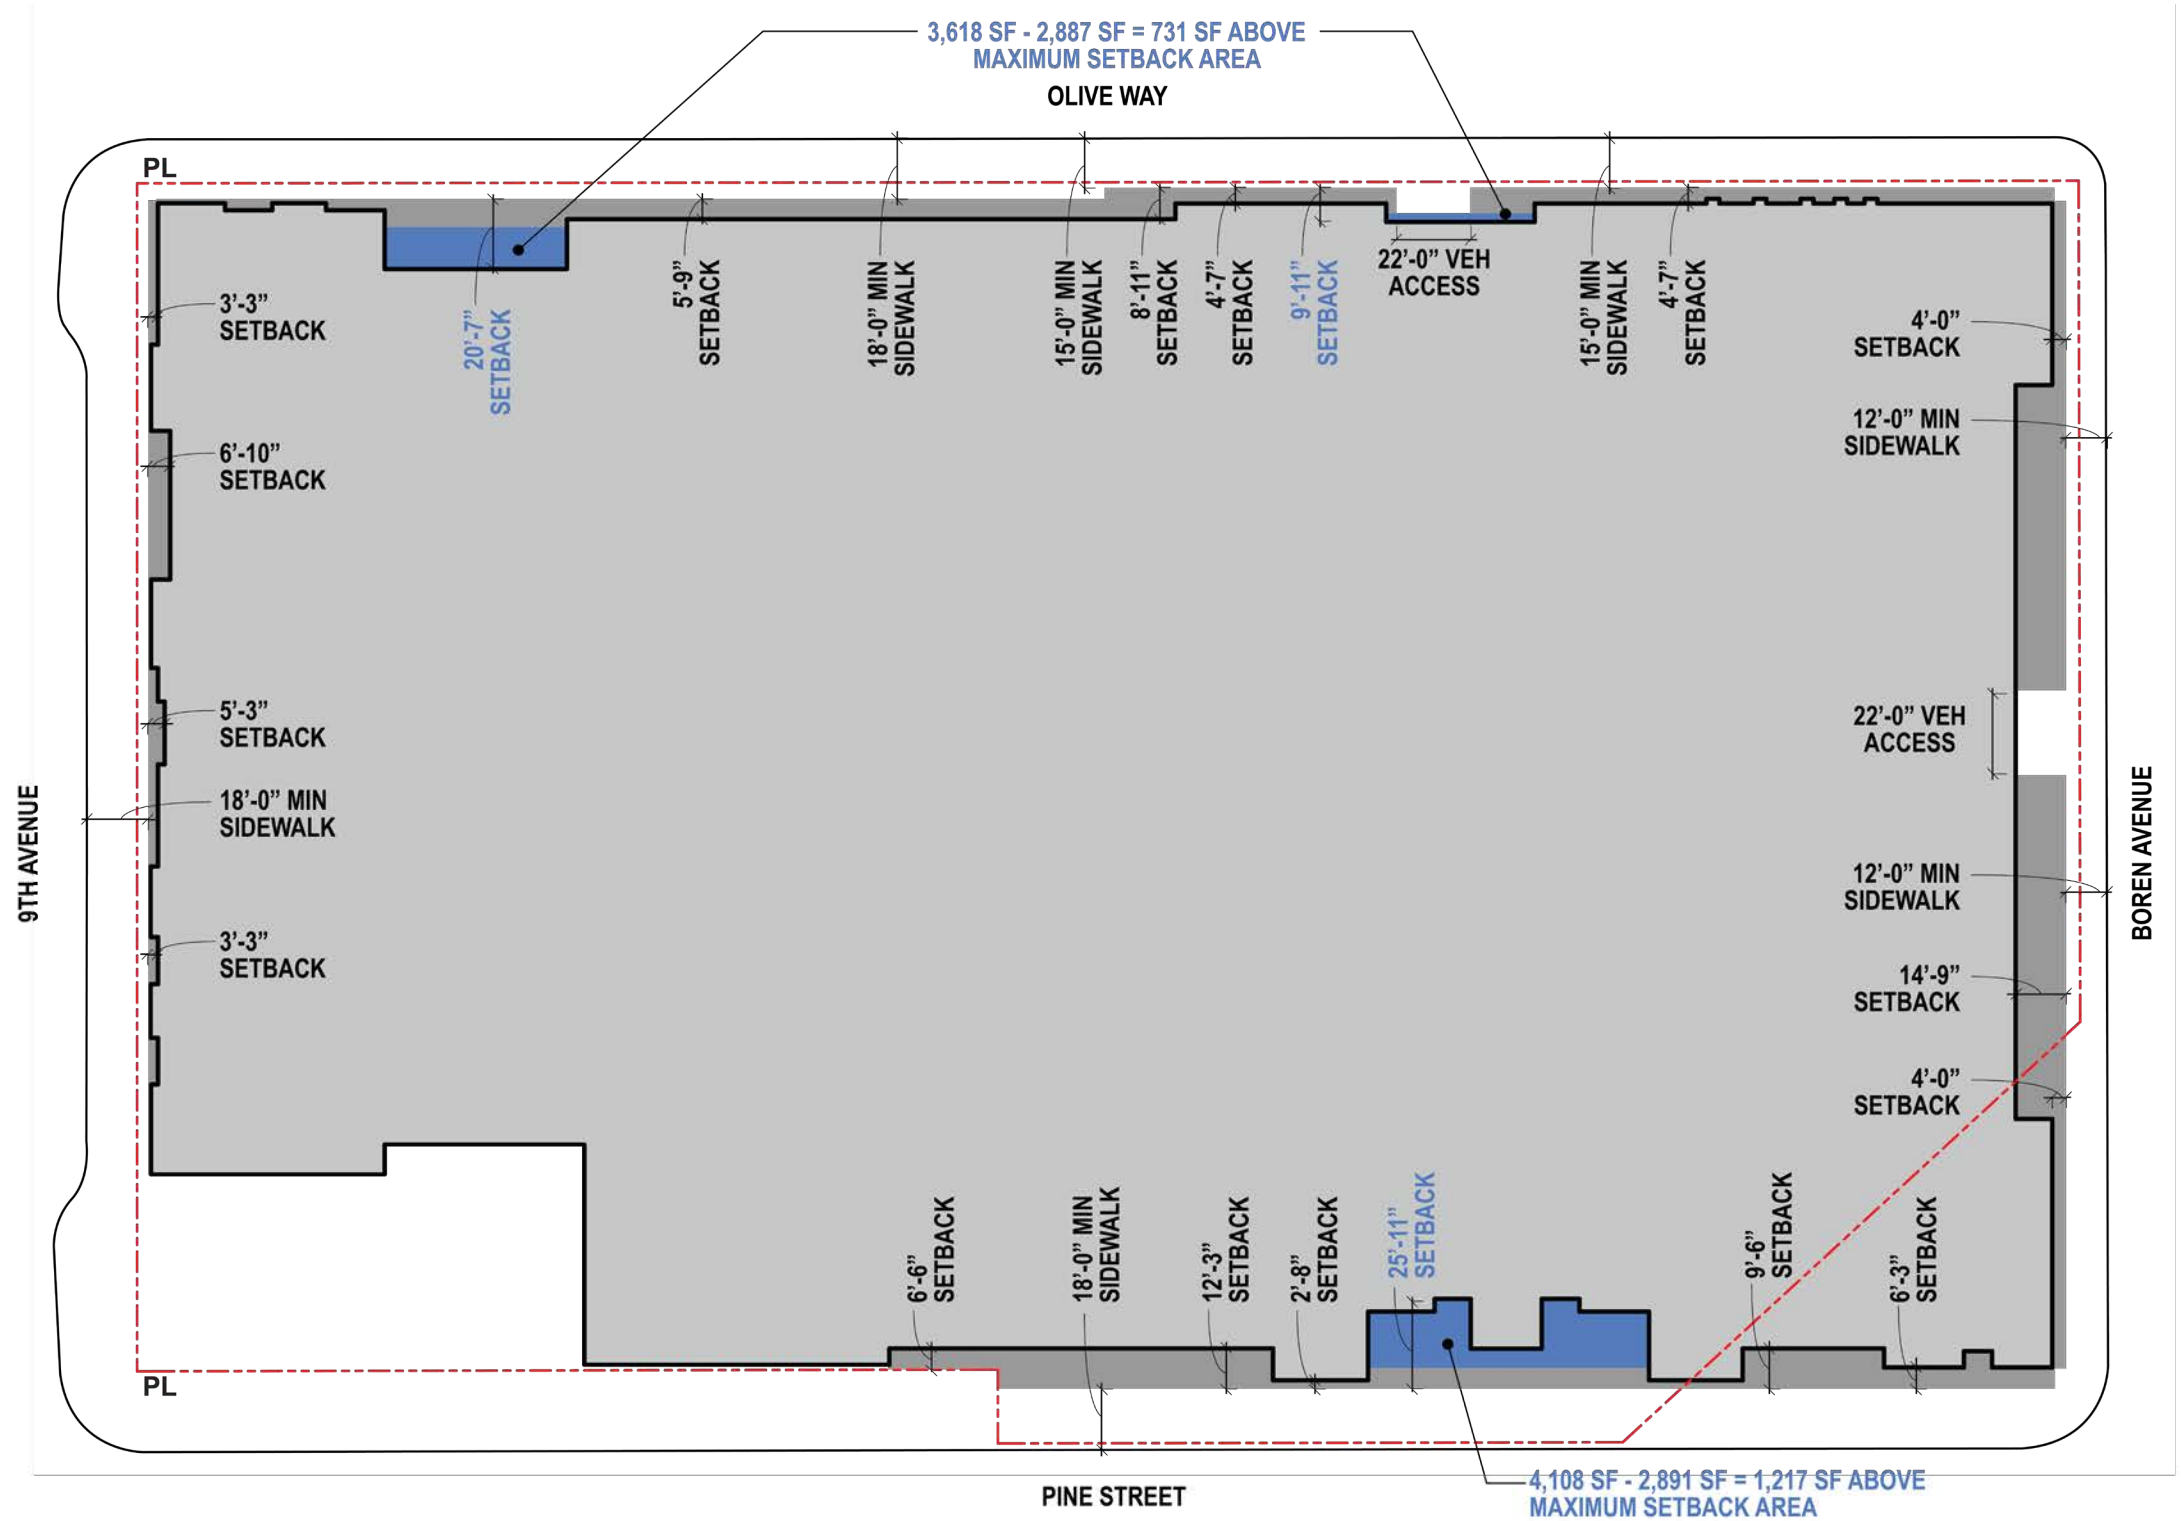 3,618 SF - 2,887 SF = 731 SF ABOVE
MAXIMUM SETBACK AREA
OLIVE WAY
PL
3'-3”
SETBACK
20'-7”
SETBACK
5'-9”
SETBACK
18'-0” MIN
SIDEWALK
15'-0” MIN
SIDEWALK
8'-11”
SETBACK
4'-7”
SETBACK
9'-11”
SETBACK
22'-0” VEH
ACCESS
15'-0” MIN
SIDEWALK
4'-7”
SETBACK
4'-0”
SETBACK
12'-0” MIN
SIDEWALK
6'-10”
SETBACK
5'-3”
SETBACK
22'-0” VEH
ACCESS
18'-0” MIN
SIDEWALK
9TH AVENUE
BOREN AVENUE
12'-0” MIN
SIDEWALK
3'-3”
SETBACK
14'-9”
SETBACK
4'-0”
SETBACK
6'-6”
SETBACK
18'-0” MIN
SIDEWALK
12'-3”
SETBACK
2'-8”
SETBACK
25'-11”
SETBACK
9'-6”
SETBACK
6'-3”
SETBACK
PL
PINE STREET
4,108 SF - 2,891 SF = 1,217 SF ABOVE
MAXIMUM SETBACK AREA